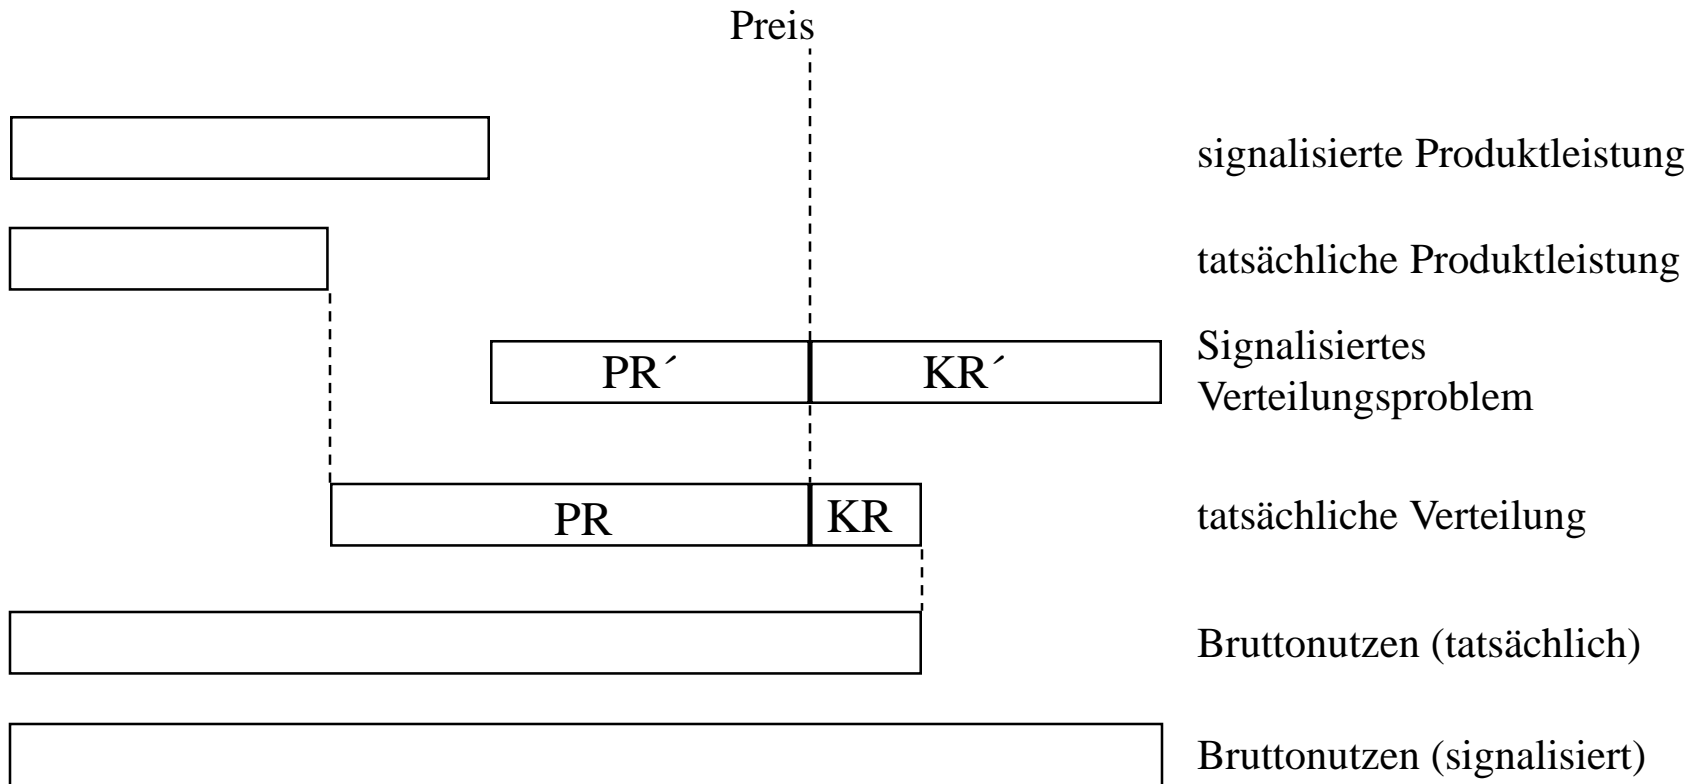 Preis
signalisierte Produktleistung
tatsächliche Produktleistung
PR´ KR´ Signalisiertes
Verteilungsproblem
PR KR tatsächliche Verteilung
Bruttonutzen (tatsächlich)
Bruttonutzen (signalisiert)